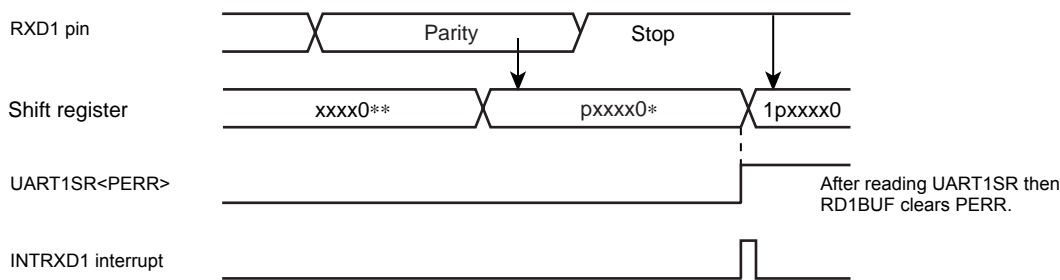 RXD1 pin
Parity
Stop
Shift register
xxxx0**
pxxxx0*
1pxxxx0
UART1SR<PERR>
After reading UART1SR then
RD1BUF clears PERR.
INTRXD1 interrupt